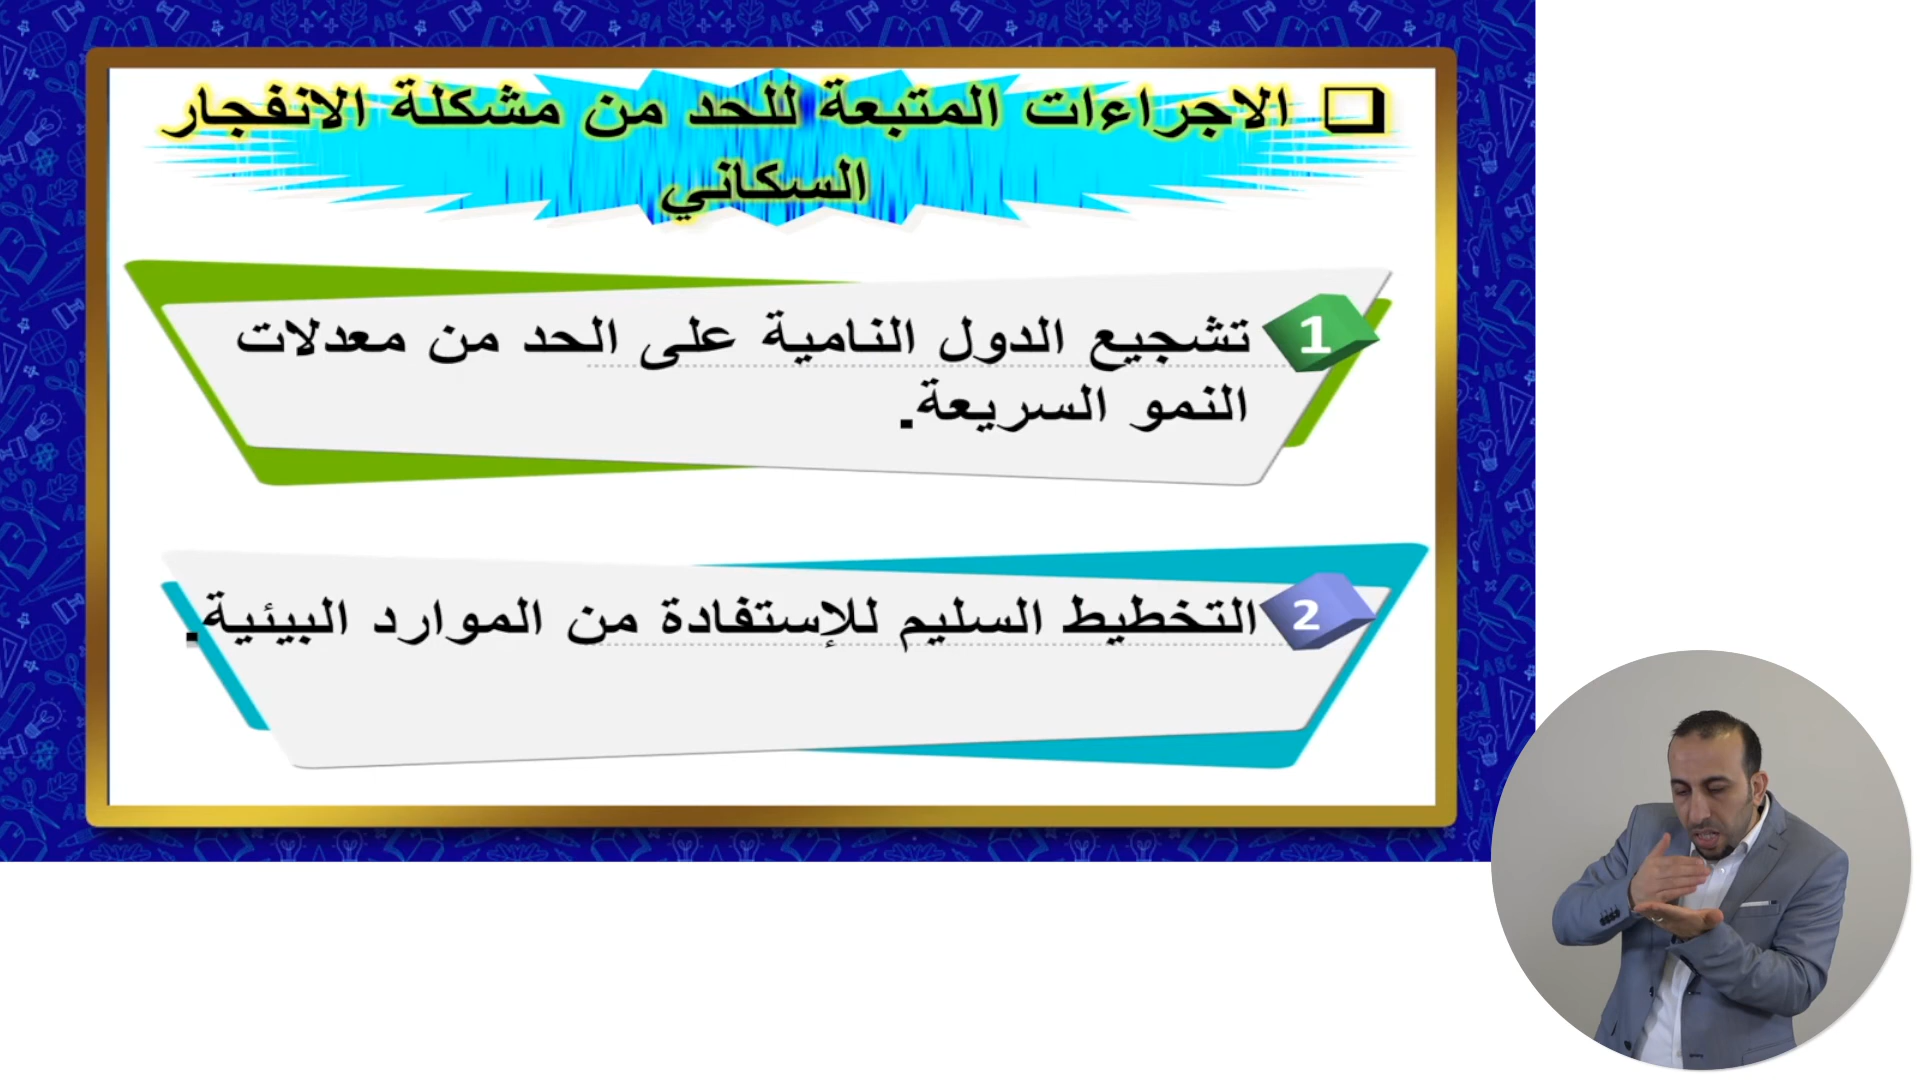 ❑ الاجراءات المتبعة للحد من مشكلة الانفجار
السكاني
1 تشجيع الدول النامية على الحد من معدلات
النمو السريعة.
2 التخطيط السليم للإستفادة من الموارد البيئية.